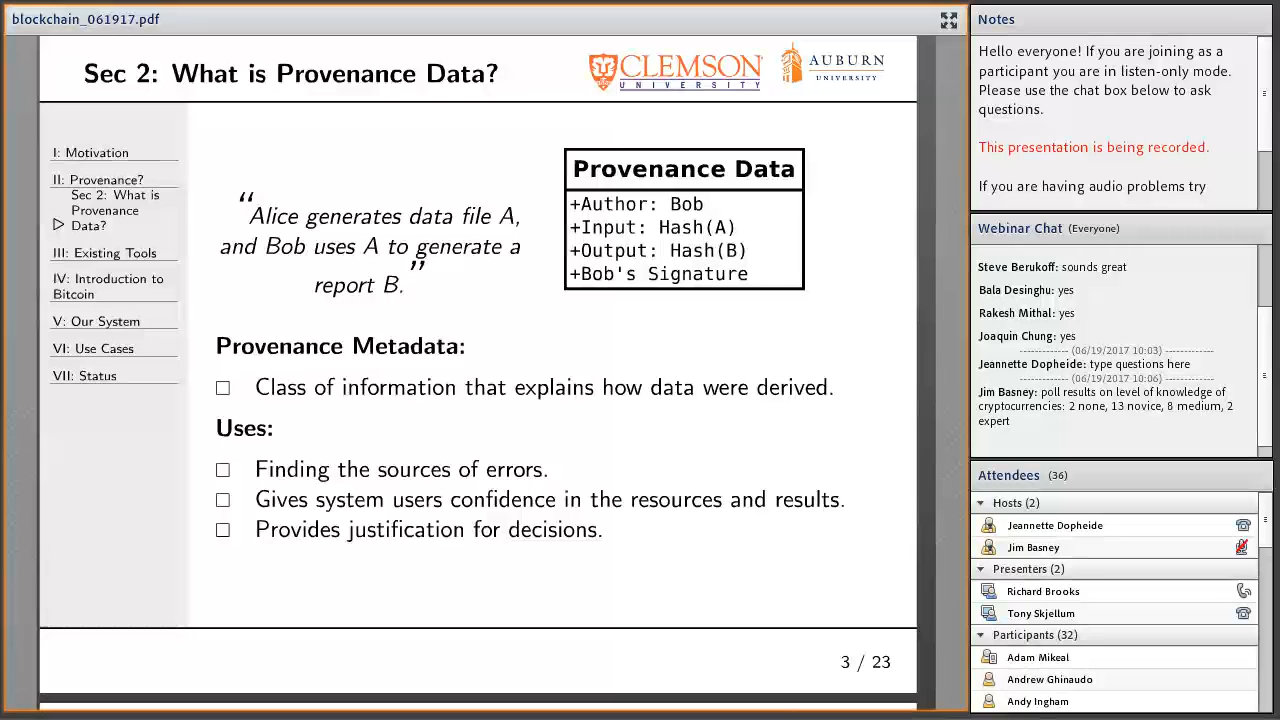 blockchain_061917.pdf
Sec 2: What is Provenance Data?
CLEMSON
UNIVERSITY
AUBURN
UNIVERSITY
I: Motivation
II: Provenance?
Sec 2: What is
Provenance
▷ Data?
III: Existing Tools
IV: Introduction to
Bitcoin
V: Our System
VI: Use Cases
VII: Status
“Alice generates data file A,
and Bob uses A to generate a
report B.”
Provenance Data
+Author: Bob
+Input: Hash(A)
+Output: Hash(B)
+Bob's Signature
Provenance Metadata:
□ Class of information that explains how data were derived.
Uses:
□ Finding the sources of errors.
□ Gives system users confidence in the resources and results.
□ Provides justification for decisions.
3 / 23
Notes
Hello everyone! If you are joining as a
participant you are in listen-only mode.
Please use the chat box below to ask
questions.
This presentation is being recorded.
If you are having audio problems try
Webinar Chat (Everyone)
Steve Berukoff: sounds great
Bala Desinghu: yes
Rakesh Mithal: yes
Joaquin Chung: yes
------------- (06/19/2017 10:03) -------------
Jeannette Dopheide: type questions here
------------- (06/19/2017 10:06) -------------
Jim Basney: poll results on level of knowledge of
cryptocurrencies: 2 none, 13 novice, 8 medium, 2
expert
Attendees (36)
Hosts (2)
Jeannette Dopheide
Jim Basney
Presenters (2)
Richard Brooks
Tony Skjellum
Participants (32)
Adam Mikeal
Andrew Ghinaudo
Andy Ingham